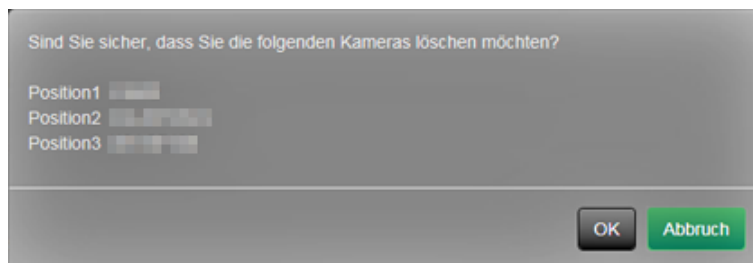 Sind Sie sicher, dass Sie die folgenden Kameras löschen möchten?
Position1
Position2
Position3
OK Abbruch